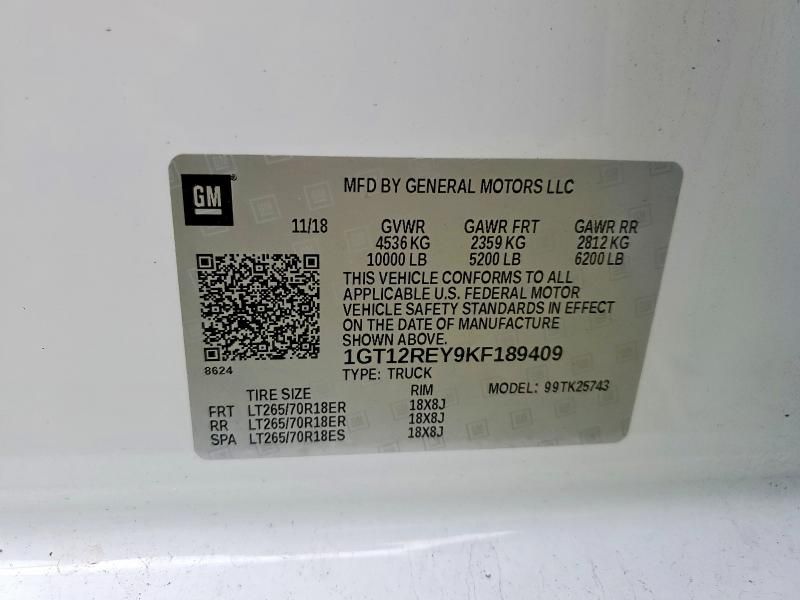 GM®
MFD BY GENERAL MOTORS LLC
11/18 GVWR GAWR FRT GAWR RR
4536 KG 2359 KG 2812 KG
10000 LB 5200 LB 6200 LB
THIS VEHICLE CONFORMS TO ALL
APPLICABLE U.S. FEDERAL MOTOR
VEHICLE SAFETY STANDARDS IN EFFECT
ON THE DATE OF MANUFACTURE
SHOWN ABOVE.
1GT12REY9KF189409
8624
TYPE: TRUCK MODEL: 99TK25743
TIRE SIZE RIM
FRT LT265/70R18ER 18X8J
RR LT265/70R18ER 18X8J
SPA LT265/70R18ES 18X8J